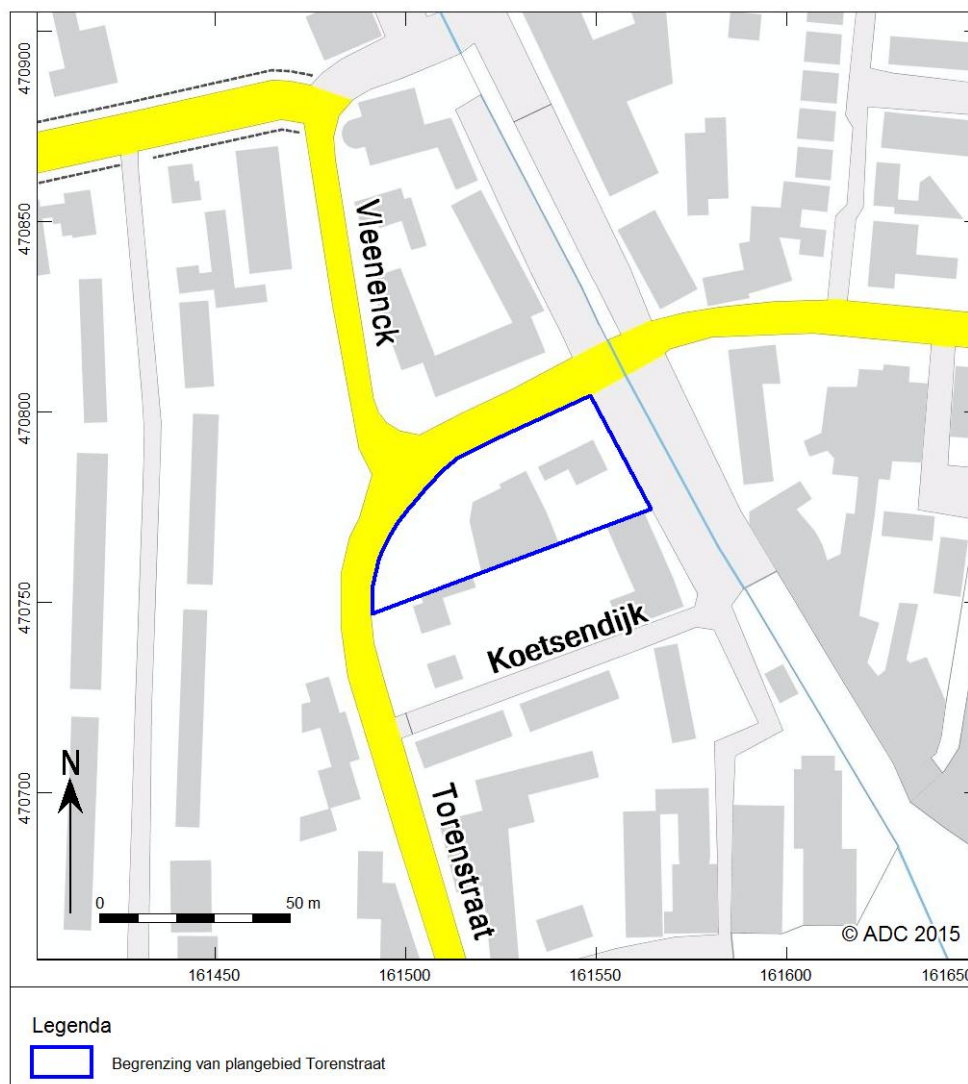 470900
470850
Vleenenck
470800
470750
Koetsendijk
N
470700
Torenstraat
0 50 m
© ADC 2015
161450 161500 161550 161600 161650
Legenda
Begrenzing van plangebied Torenstraat